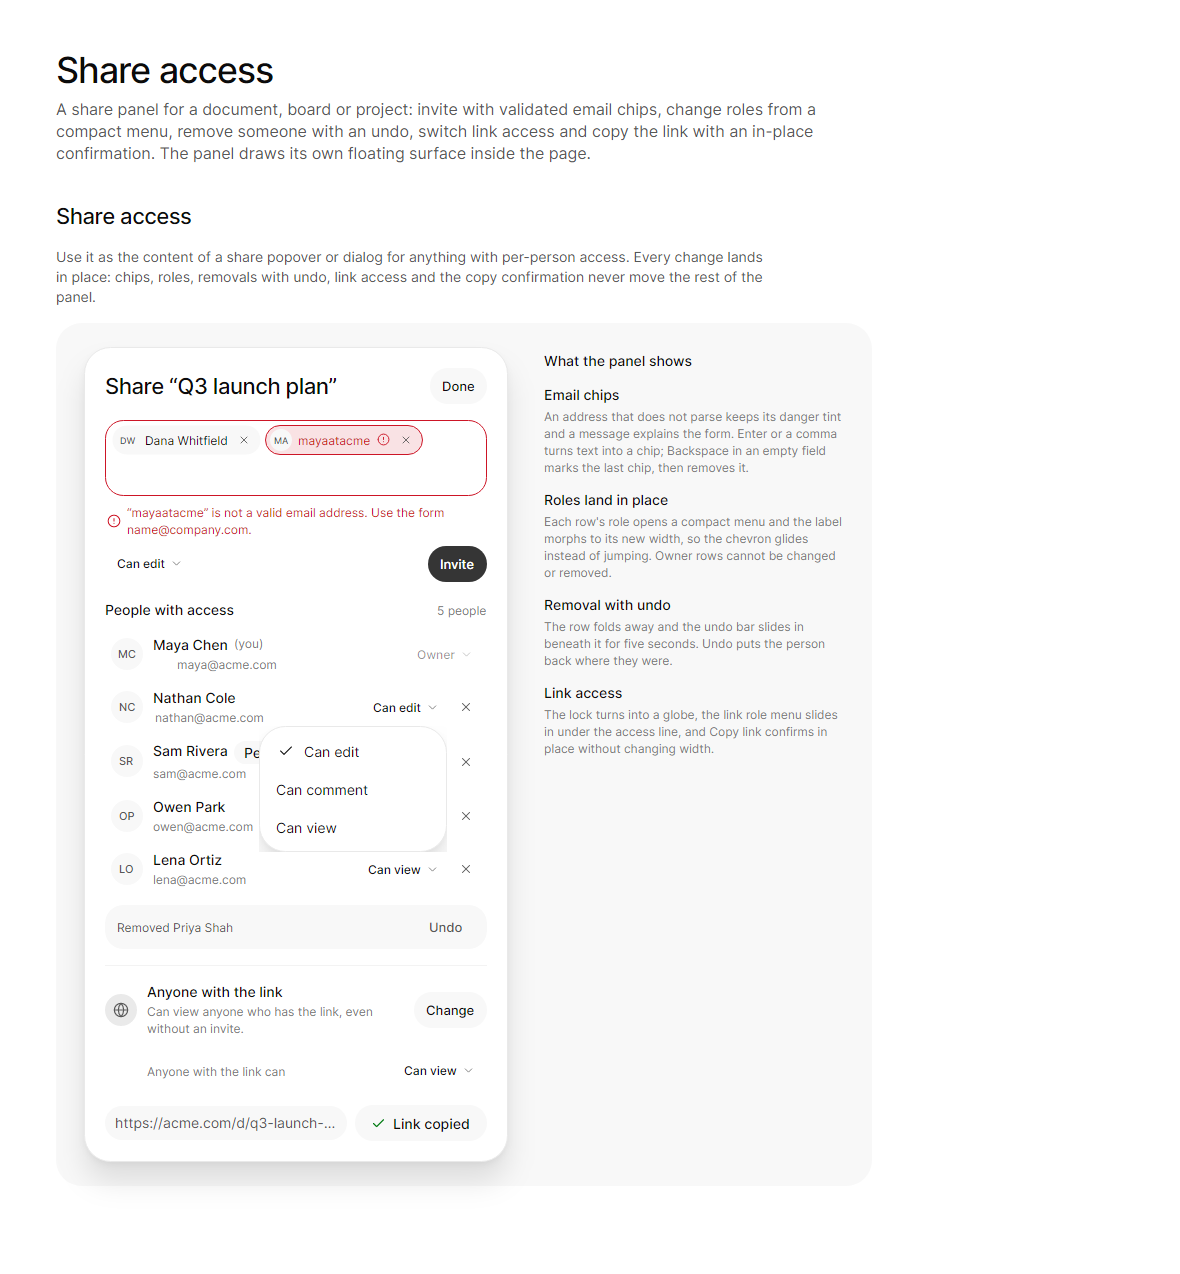 Share access
A share panel for a document, board or project: invite with validated email chips, change roles from a
compact menu, remove someone with an undo, switch link access and copy the link with an in-place
confirmation. The panel draws its own floating surface inside the page.
Share access
Use it as the content of a share popover or dialog for anything with per-person access. Every change lands
in place: chips, roles, removals with undo, link access and the copy confirmation never move the rest of the
panel.
Share “Q3 launch plan”
Done
DW Dana Whitfield
MA mayaatacme
“mayaatacme” is not a valid email address. Use the form
name@company.com.
Can edit
Invite
People with access
5 people
MC
Maya Chen (you)
maya@acme.com
Owner
NC
Nathan Cole
nathan@acme.com
Can edit
SR
Sam Rivera
Pe
sam@acme.com
Can edit
Can comment
Can view
OP
Owen Park
owen@acme.com
LO
Lena Ortiz
lena@acme.com
Can view
Removed Priya Shah
Undo
Anyone with the link
Can view anyone who has the link, even
without an invite.
Change
Anyone with the link can
Can view
https://acme.com/d/q3-launch-...
Link copied
What the panel shows
Email chips
An address that does not parse keeps its danger tint
and a message explains the form. Enter or a comma
turns text into a chip; Backspace in an empty field
marks the last chip, then removes it.
Roles land in place
Each row's role opens a compact menu and the label
morphs to its new width, so the chevron glides
instead of jumping. Owner rows cannot be changed
or removed.
Removal with undo
The row folds away and the undo bar slides in
beneath it for five seconds. Undo puts the person
back where they were.
Link access
The lock turns into a globe, the link role menu slides
in under the access line, and Copy link confirms in
place without changing width.